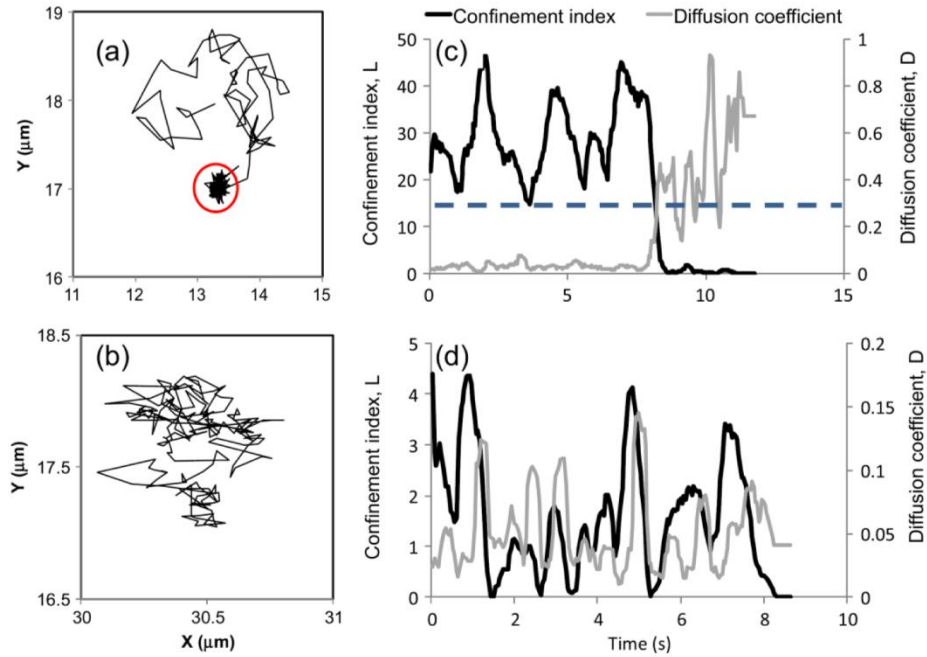 Confinement index Diffusion coefficient
(a)
19
18
17
16
Y (μm)
11 12 13 14 15
(c)
50
40
30
20
10
0
Confinement index, L
1
0.8
0.6
0.4
0.2
0
Diffusion coefficient, D
0 5 10 15
(b)
18.5
17.5
16.5
Y (μm)
30 30.5 31
X (μm)
(d)
5
4
3
2
1
0
Confinement index, L
0.2
0.15
0.1
0.05
0
Diffusion coefficient, D
0 2 4 6 8 10
Time (s)